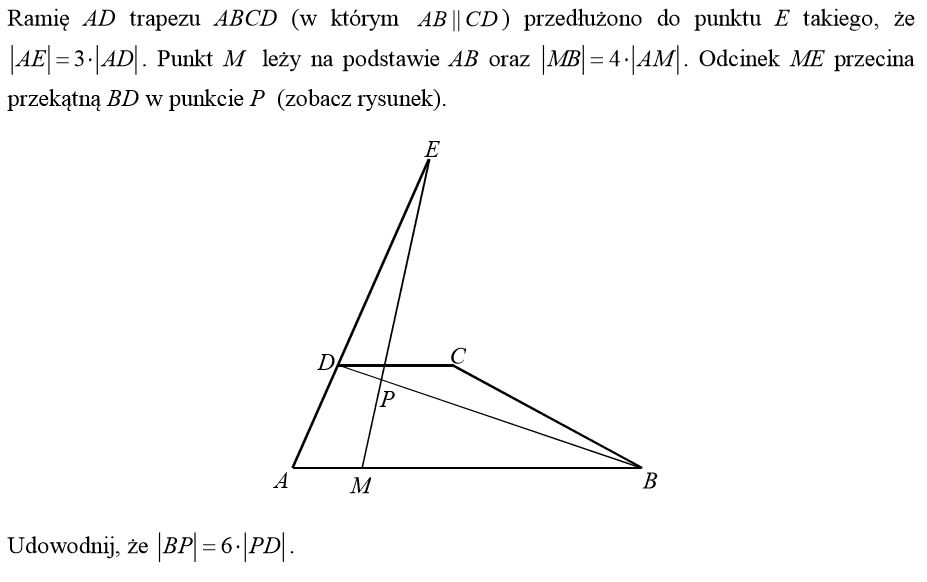 Ramię AD trapezu ABCD (w którym AB || CD) przedłużono do punktu E takiego, że
|AE| = 3·|AD|. Punkt M leży na podstawie AB oraz |MB| = 4·|AM|. Odcinek ME przecina
przekątną BD w punkcie P (zobacz rysunek).
E
D
C
P
A
M
B
Udowodnij, że |BP| = 6·|PD|.